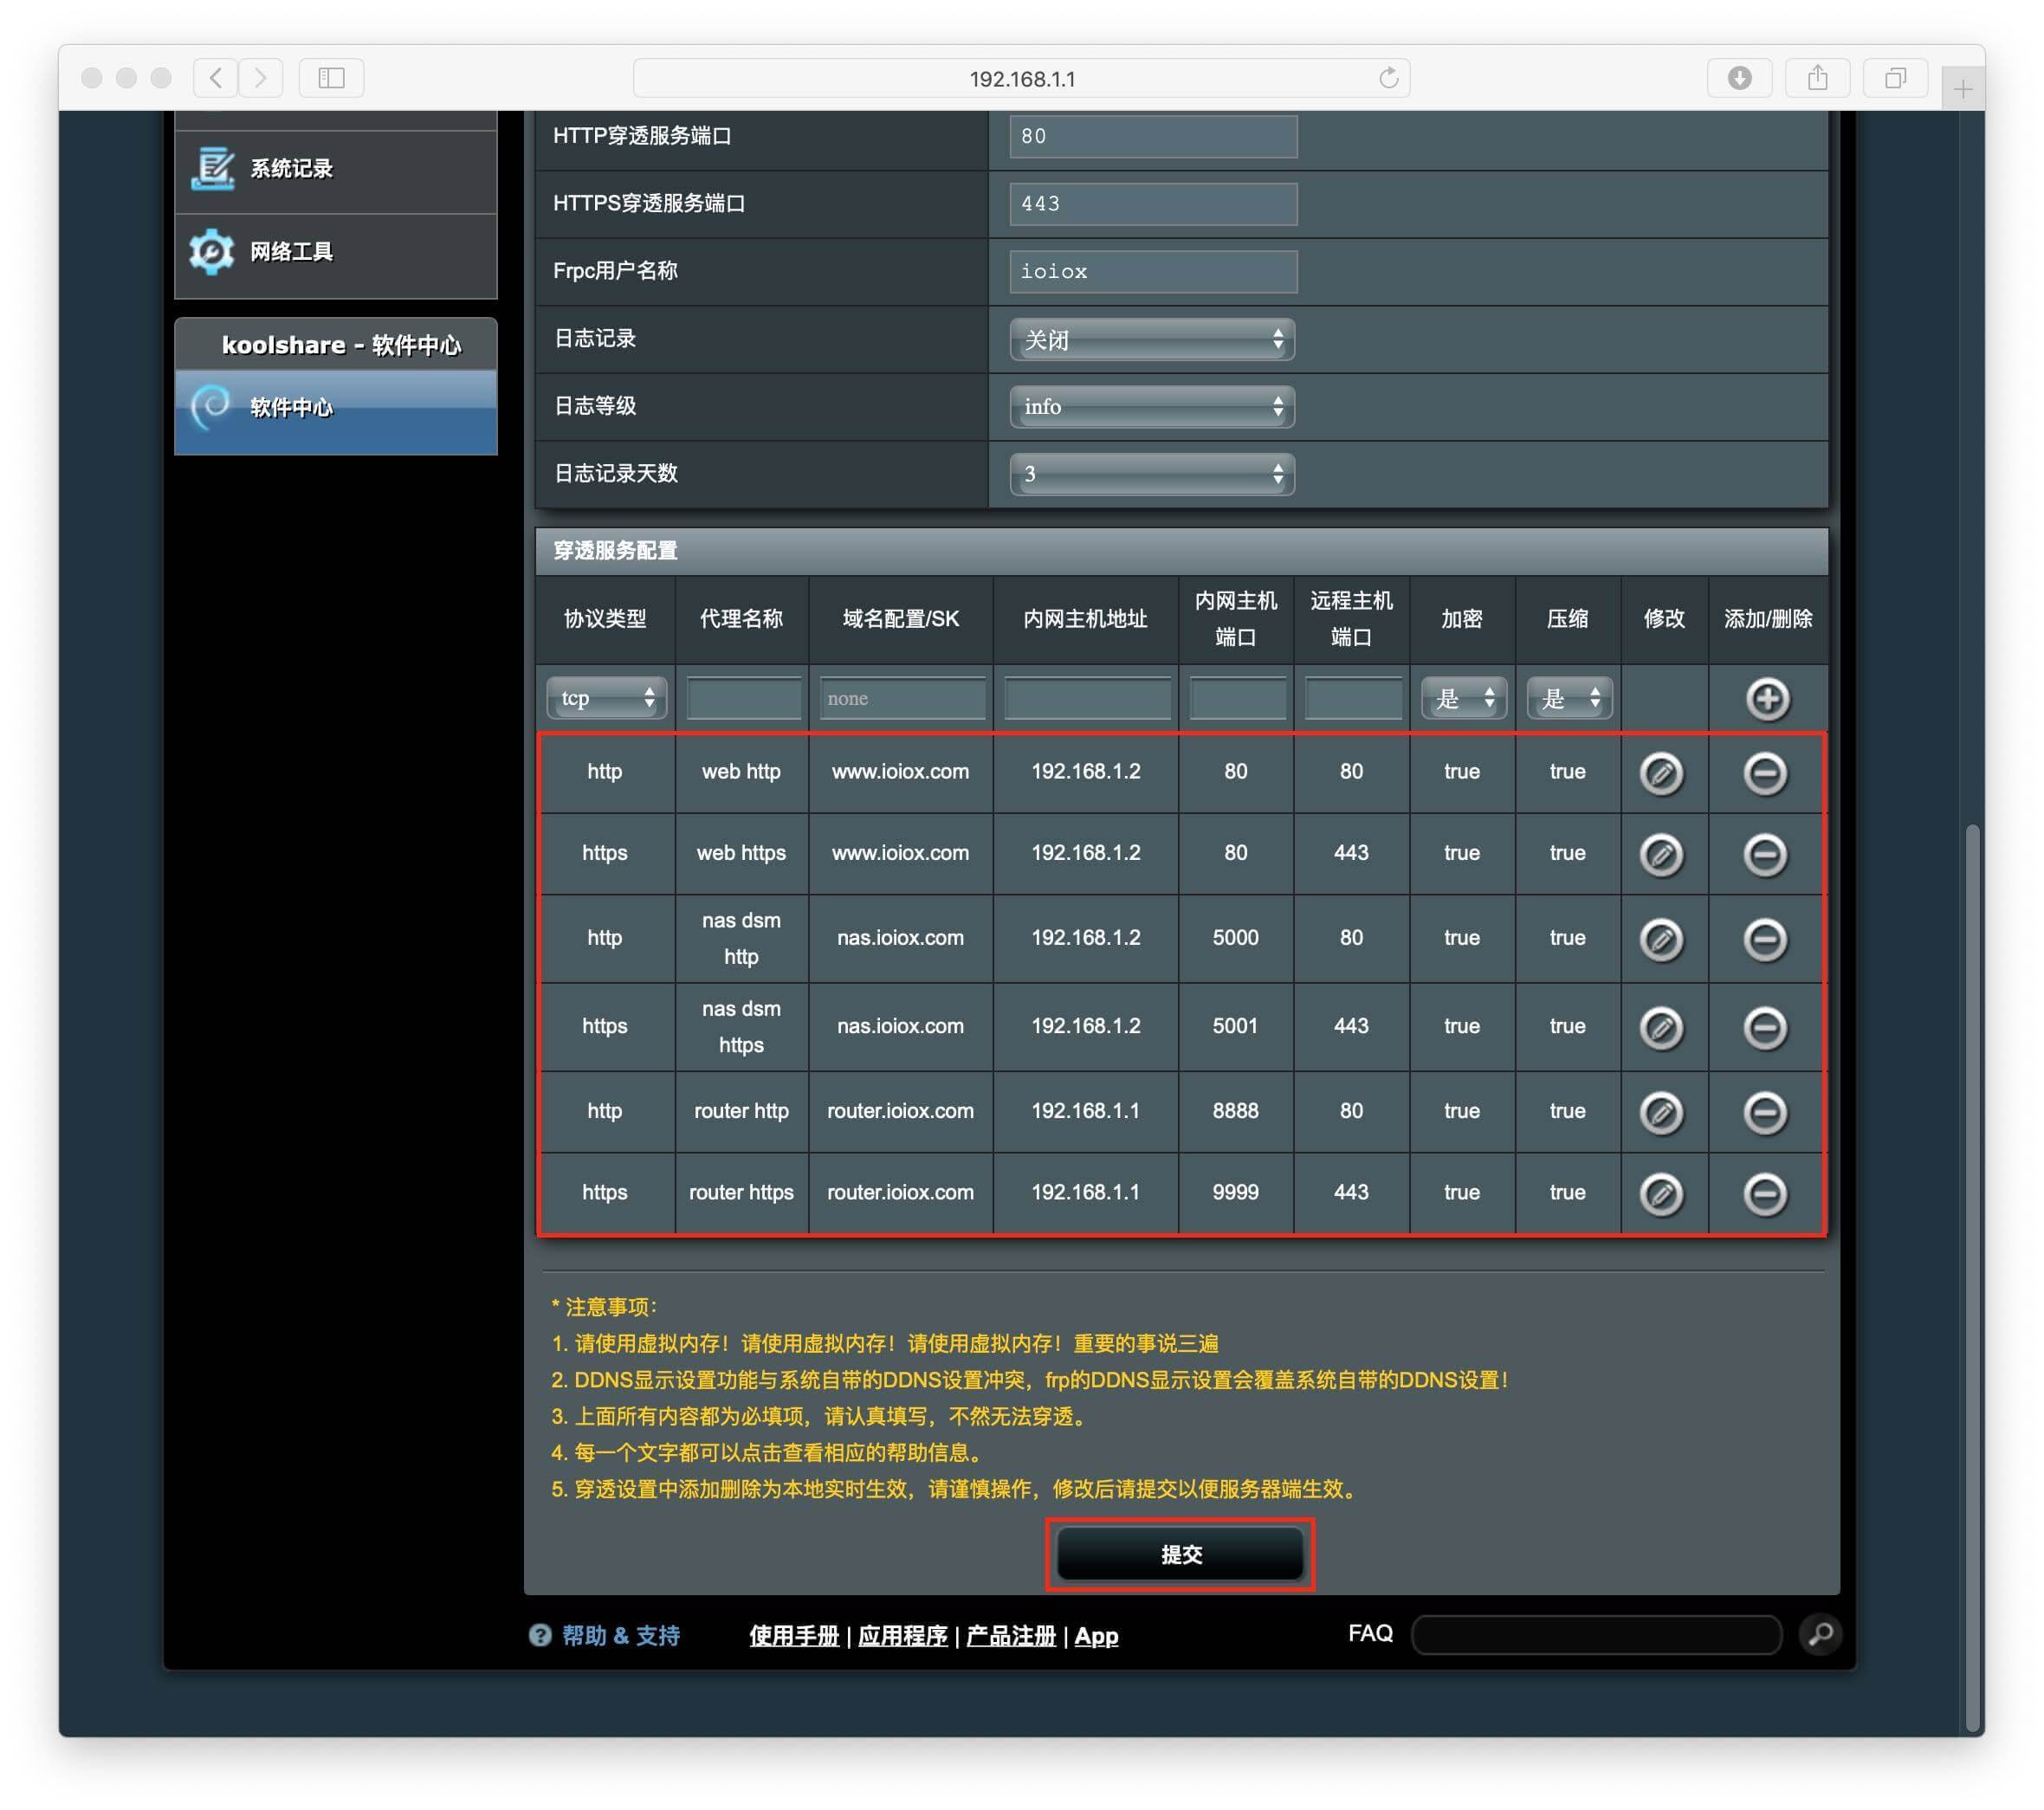 192.168.1.1
系统记录
网络工具
koolshare - 软件中心
软件中心
HTTP穿透服务端口 80
HTTPS穿透服务端口 443
Frpc用户名称 ioiox
日志记录 关闭
日志等级 info
日志记录天数 3
穿透服务配置
协议类型 代理名称 域名配置/SK 内网主机地址 内网主机端口 远程主机端口 加密 压缩 修改 添加/删除
tcp none 是 是
http web http www.ioiox.com 192.168.1.2 80 80 true true
https web https www.ioiox.com 192.168.1.2 80 443 true true
http nas dsm http nas.ioiox.com 192.168.1.2 5000 80 true true
https nas dsm https nas.ioiox.com 192.168.1.2 5001 443 true true
http router http router.ioiox.com 192.168.1.1 8888 80 true true
https router https router.ioiox.com 192.168.1.1 9999 443 true true
* 注意事项：
1. 请使用虚拟内存！请使用虚拟内存！请使用虚拟内存！重要的事说三遍
2. DDNS显示设置功能与系统自带的DDNS设置冲突，frp的DDNS显示设置会覆盖系统自带的DDNS设置！
3. 上面所有内容都为必填项，请认真填写，不然无法穿透。
4. 每一个文字都可以点击查看相应的帮助信息。
5. 穿透设置中添加删除为本地实时生效，请谨慎操作，修改后请提交以便服务器端生效。
提交
帮助 & 支持 使用手册 | 应用程序 | 产品注册 | App FAQ